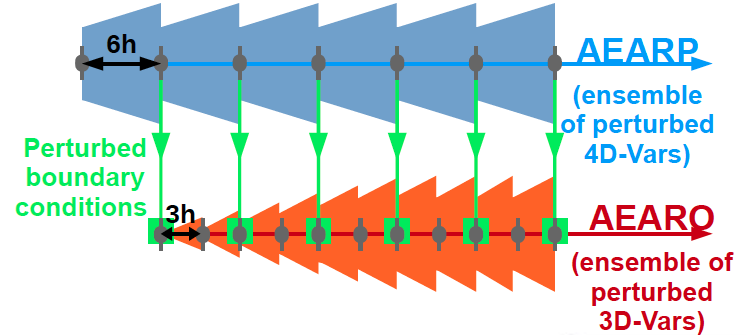 6h
AEARP
(ensemble
of perturbed
4D-Vars)
Perturbed
boundary
conditions
3h
AEARO
(ensemble of
perturbed
3D-Vars)